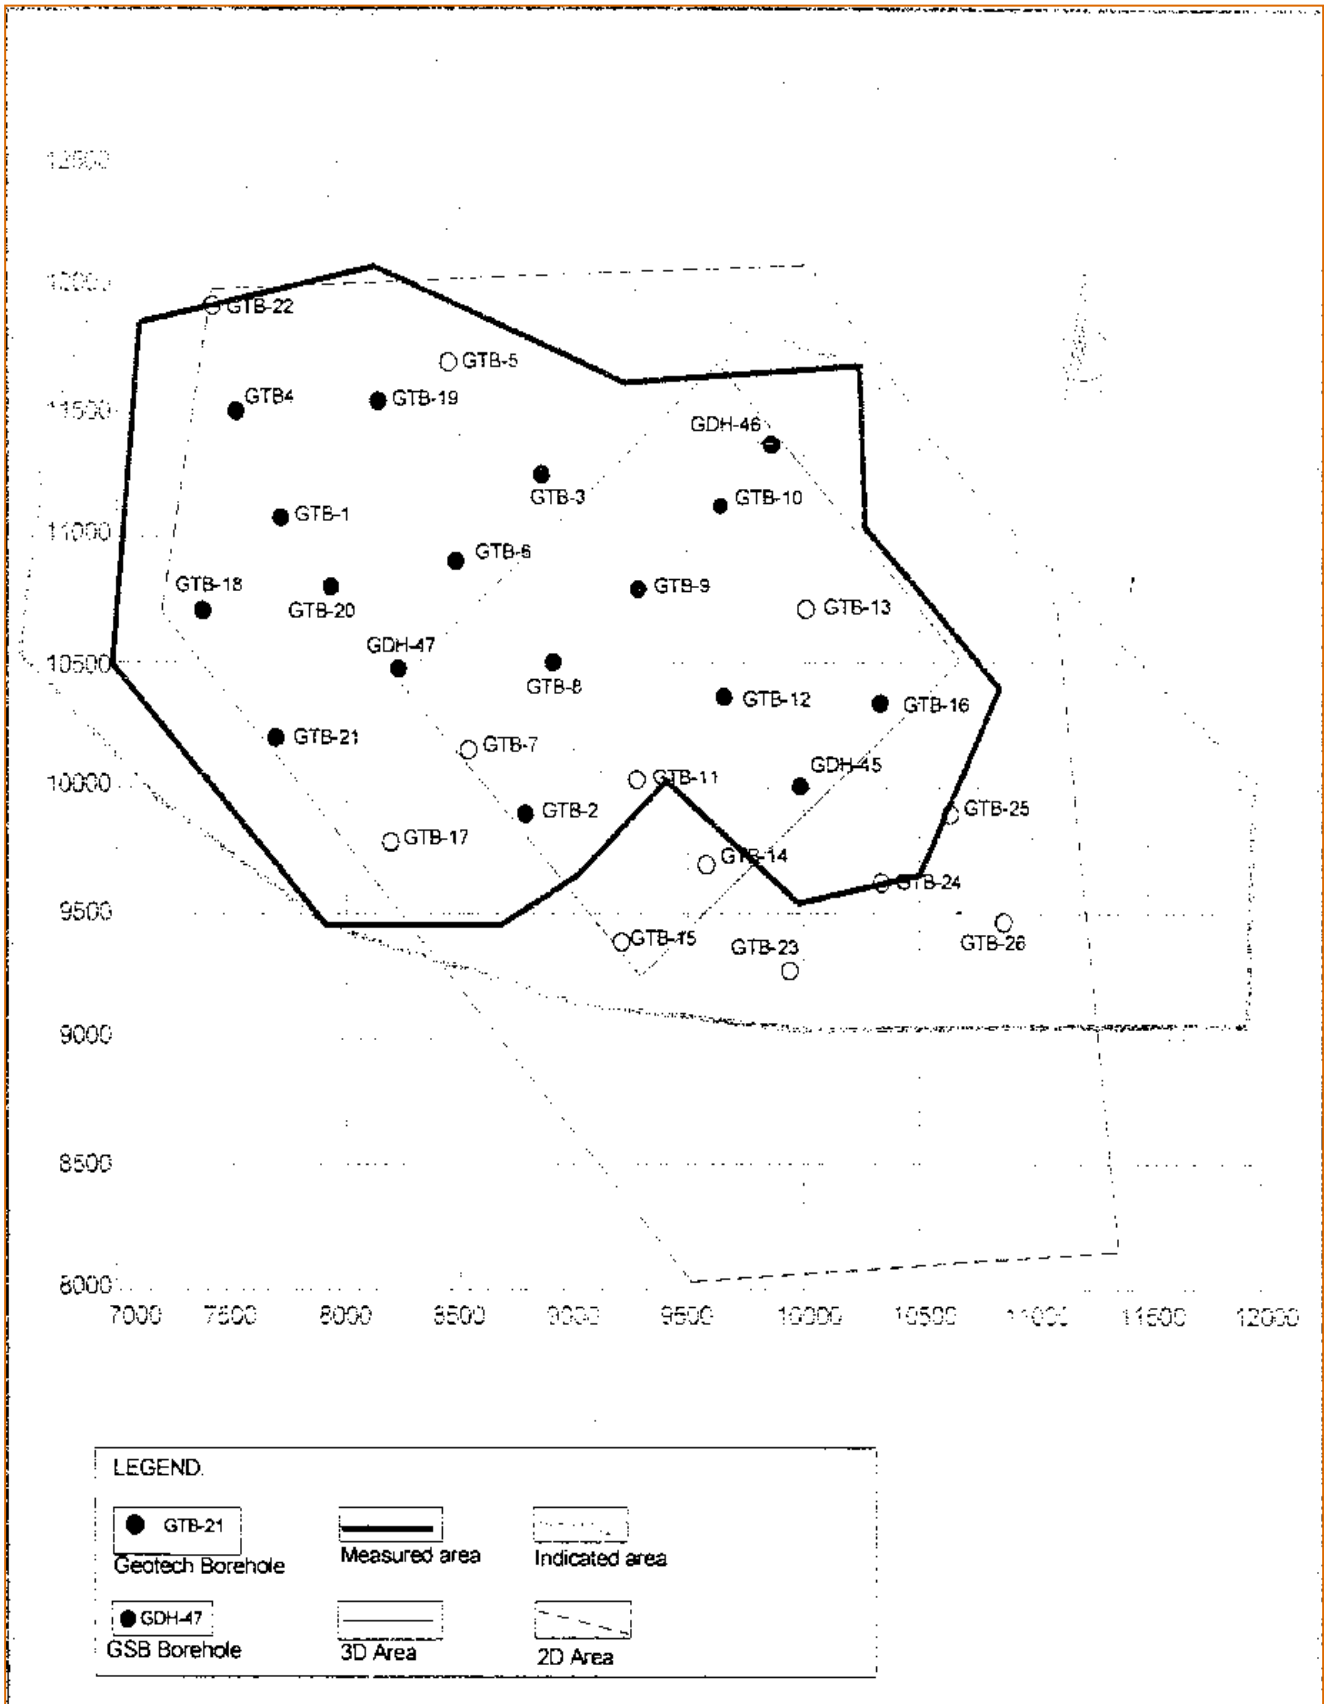 12500
12000
GTB-22
GTB-5
GTB4
GTB-19
11500
GDH-46
GTB-3
GTB-10
GTB-1
11000
GTB-6
GTB-18
GTB-20
GTB-9
GTB-13
GDH-47
10500
GTB-8
GTB-12
GTB-16
GTB-21
GTB-7
GDH-45
10000
GTB-11
GTB-2
GTB-25
GTB-17
GTB-14
GTB-24
9500
GTB-15
GTB-23
GTB-26
9000
8500
8000
7000 7500 8000 8500 9000 9500 10000 10500 11000 11500 12000
LEGEND.
GTB-21
Geotech Borehole
Measured area
Indicated area
GDH-47
GSB Borehole
3D Area
2D Area